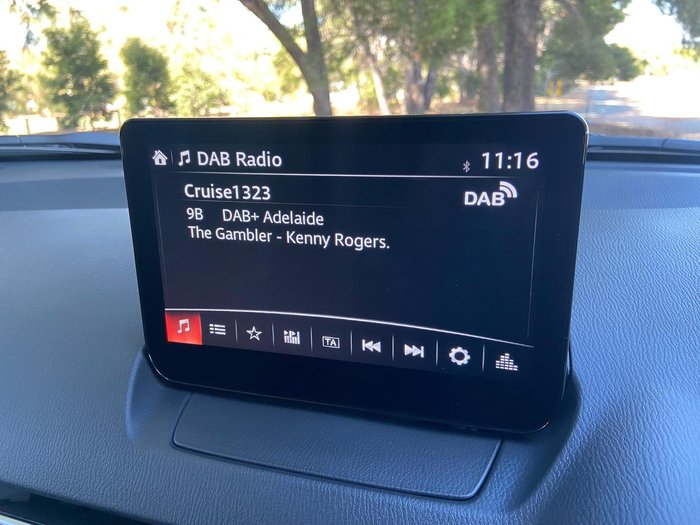 DAB Radio 11:16
Cruise1323 DAB
9B DAB+ Adelaide
The Gambler - Kenny Rogers.
TA